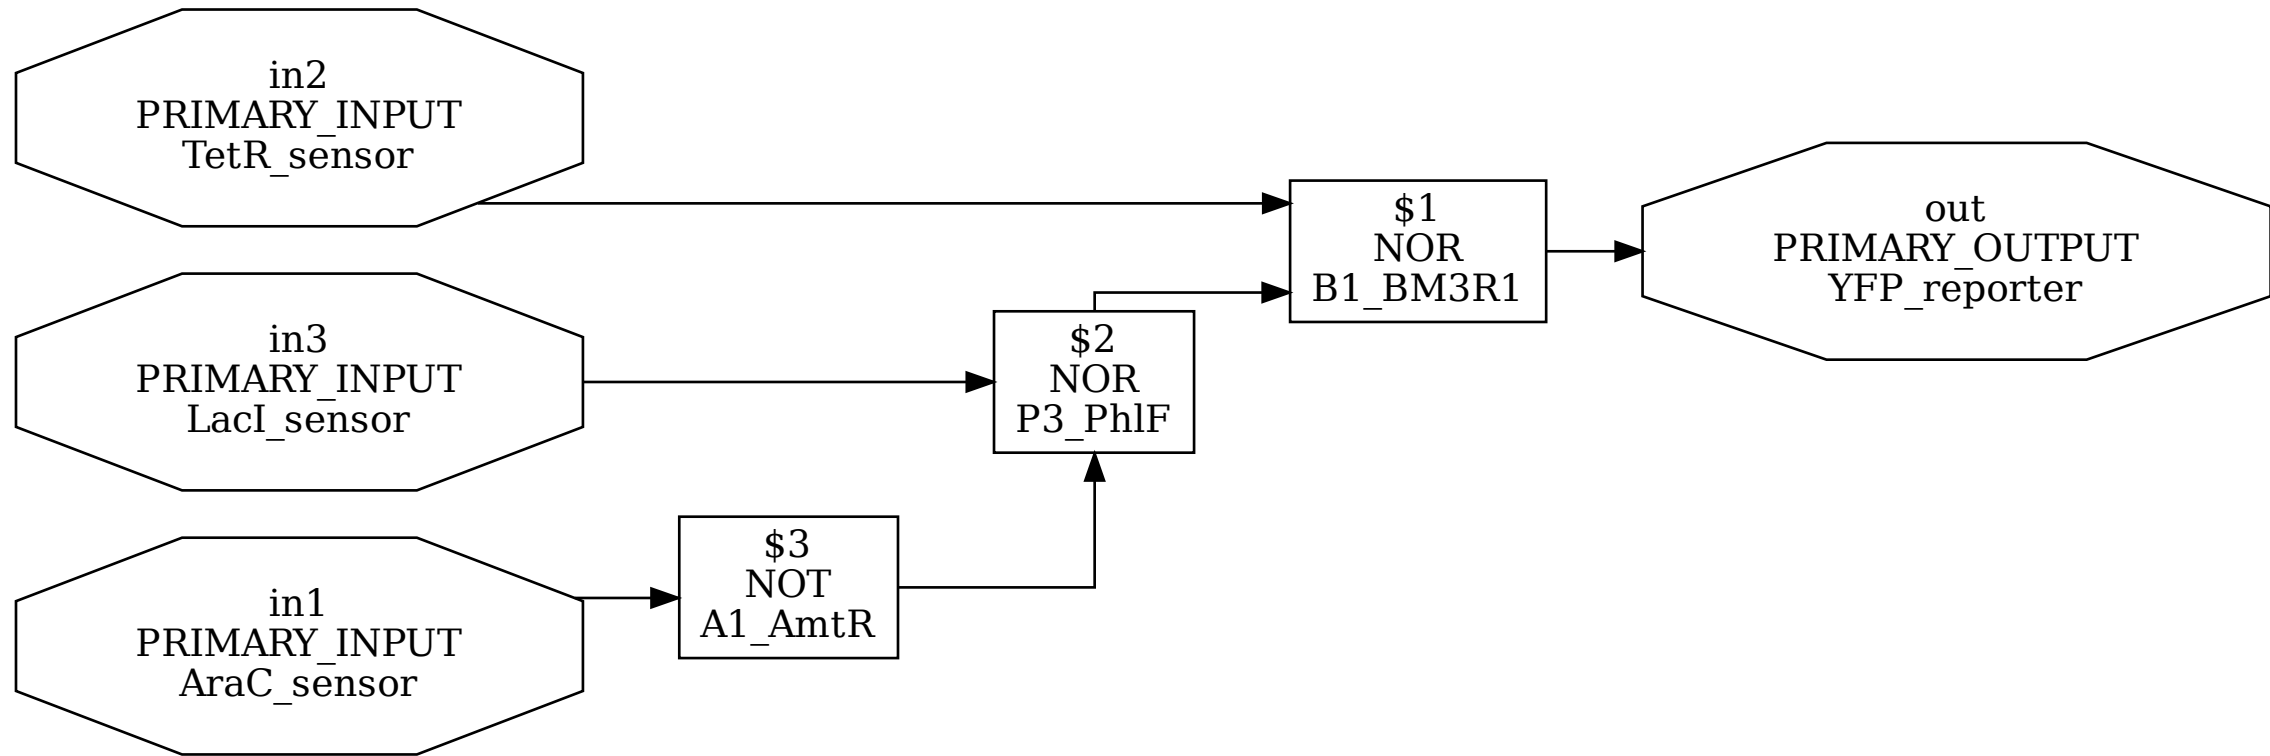 in2
PRIMARY_INPUT
TetR_sensor
in3
PRIMARY_INPUT
LacI_sensor
in1
PRIMARY_INPUT
AraC_sensor
$3
NOT
A1_AmtR
$2
NOR
P3_PhlF
$1
NOR
B1_BM3R1
out
PRIMARY_OUTPUT
YFP_reporter